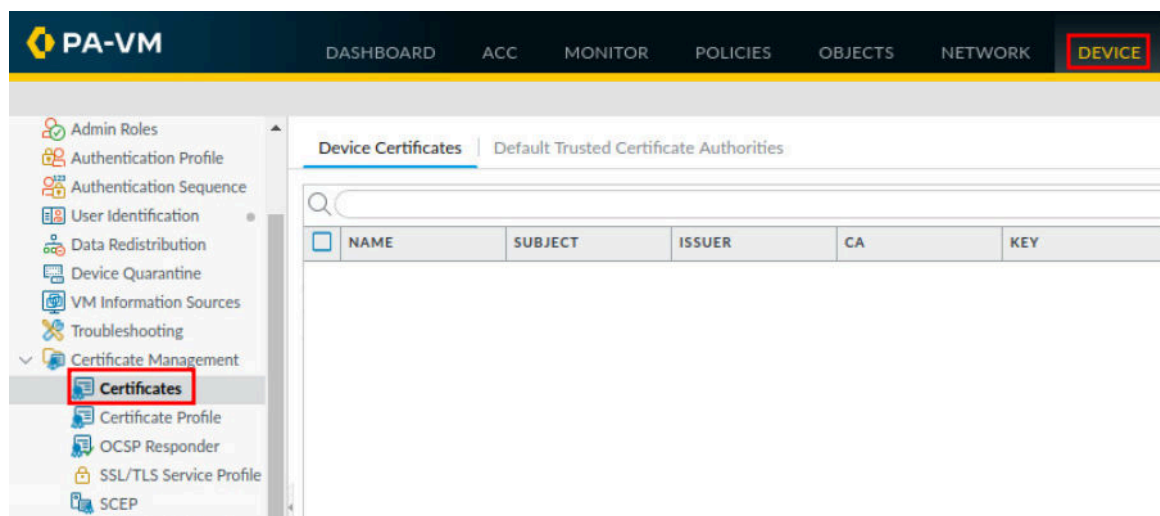 PA-VM
DASHBOARD ACC MONITOR POLICIES OBJECTS NETWORK DEVICE
Admin Roles
Authentication Profile
Authentication Sequence
User Identification
Data Redistribution
Device Quarantine
VM Information Sources
Troubleshooting
Certificate Management
Certificates
Certificate Profile
OCSP Responder
SSL/TLS Service Profile
SCEP
Device Certificates Default Trusted Certificate Authorities
NAME SUBJECT ISSUER CA KEY